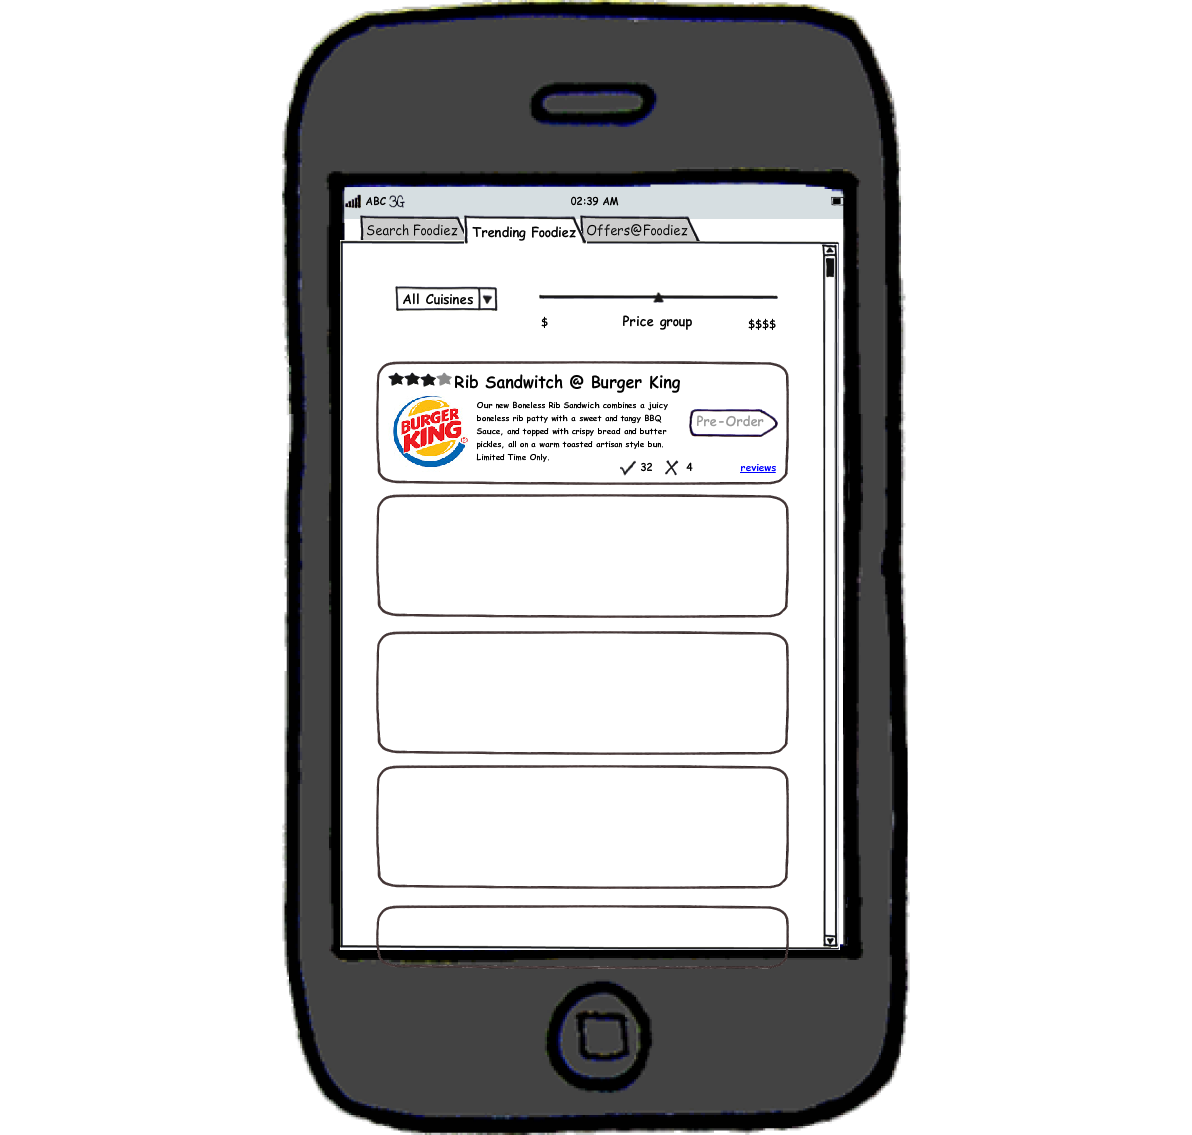 ABC 3G 02:39 AM
Search Foodiez Trending Foodiez Offers@Foodiez
All Cuisines
$ Price group $$$$
Rib Sandwitch @ Burger King
BURGER
KING®
Our new Boneless Rib Sandwich combines a juicy
boneless rib patty with a sweet and tangy BBQ
Sauce, and topped with crispy bread and butter
pickles, all on a warm toasted artisan style bun.
Limited Time Only.
Pre-Order
32 4 reviews